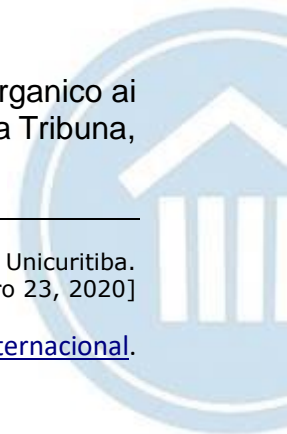 rganico ai
a Tribuna,
Unicuritiba.
ro 23, 2020]
ternacional.